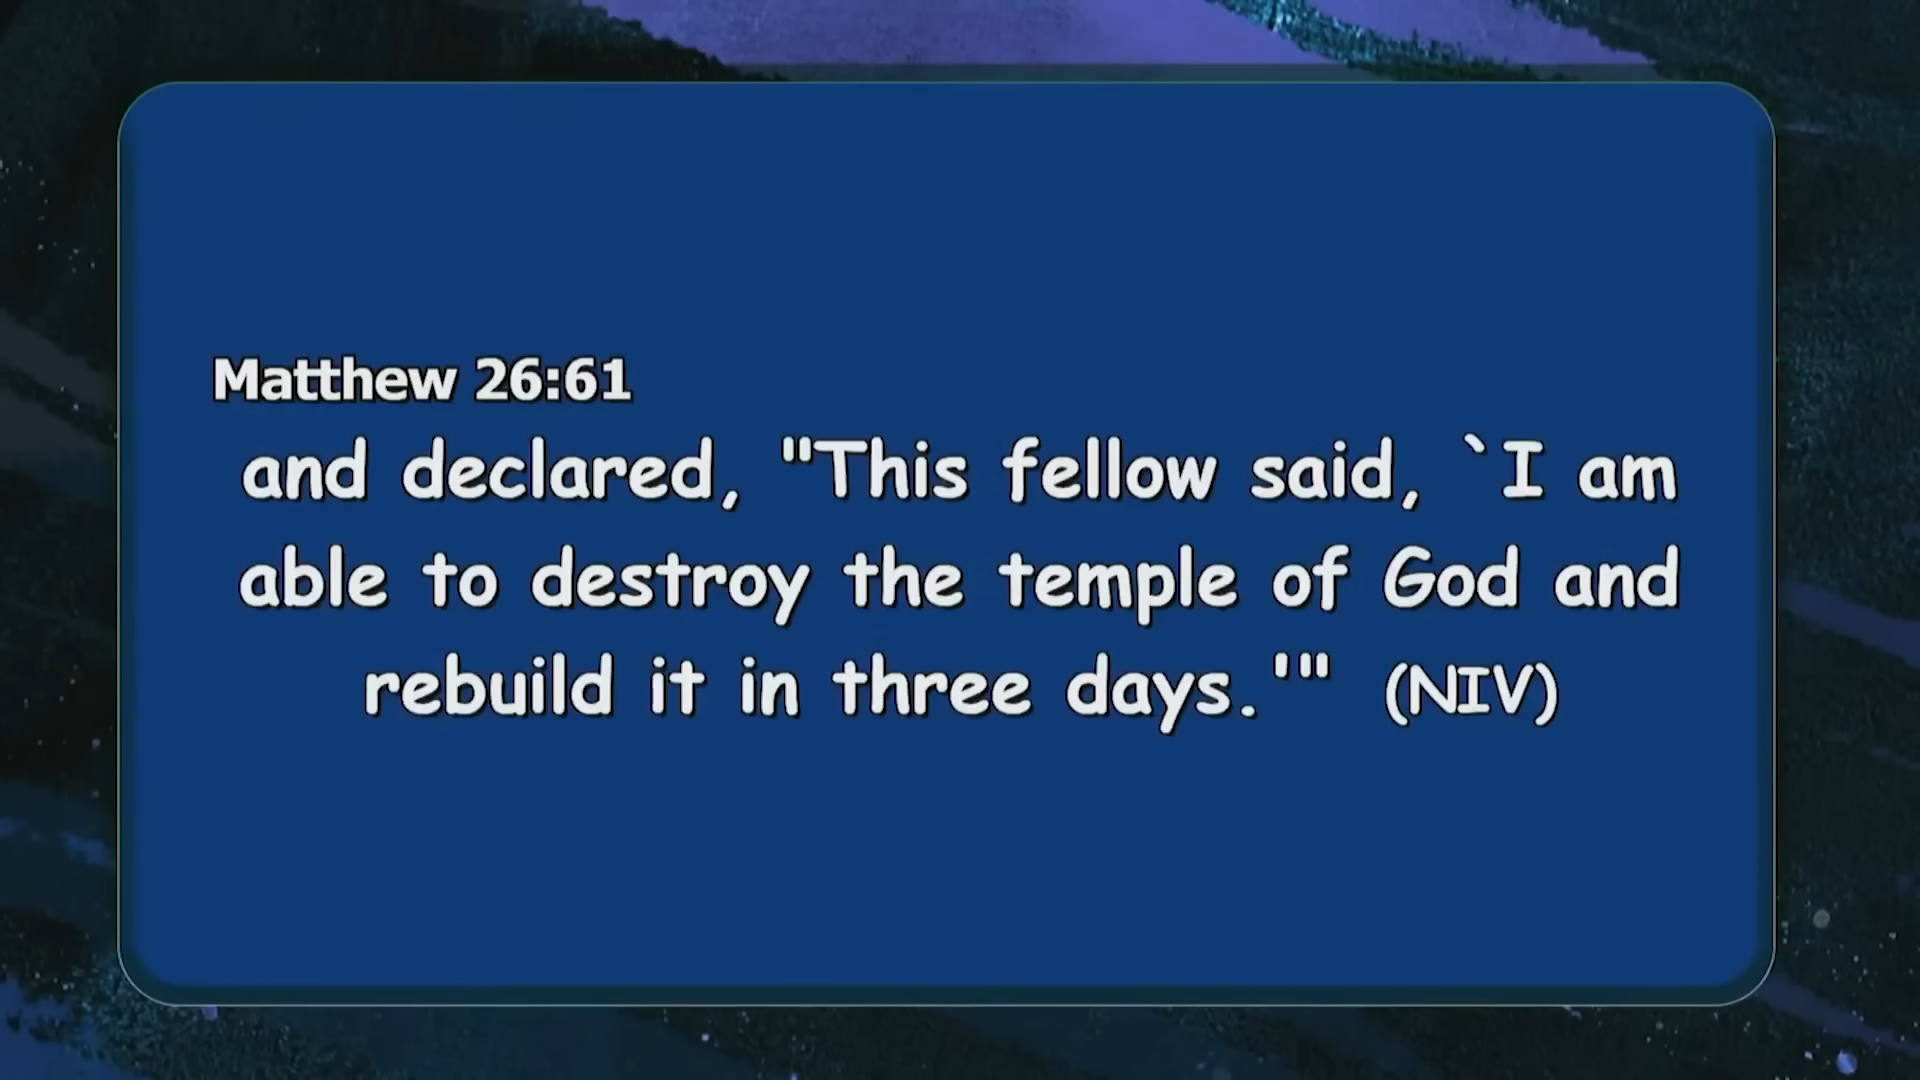 Matthew 26:61
and declared, "This fellow said, `I am
able to destroy the temple of God and
rebuild it in three days.'" (NIV)